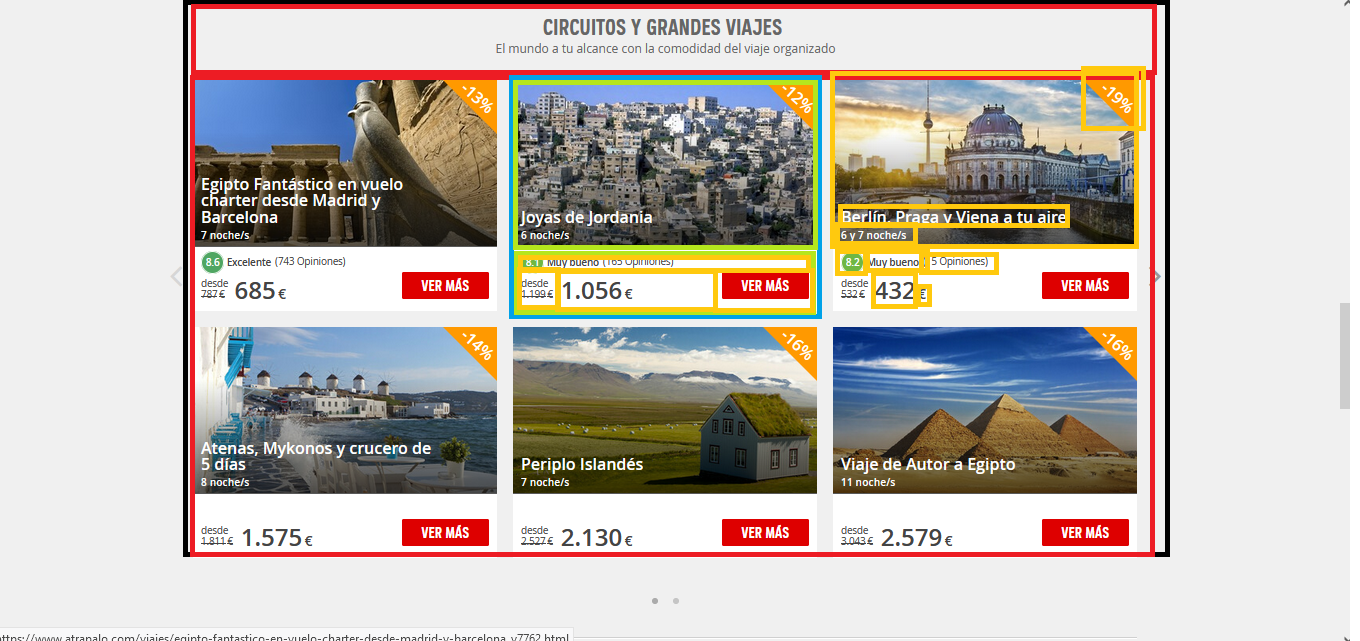 CIRCUITOS Y GRANDES VIAJES
El mundo a tu alcance con la comodidad del viaje organizado
-13%
Egipto Fantástico en vuelo
charter desde Madrid y
Barcelona
7 noche/s
8.6 Excelente (743 Opiniones)
desde
787 € 685 €
VER MÁS
-12%
Joyas de Jordania
6 noche/s
8.1 Muy bueno (165 Opiniones)
desde
1.199 € 1.056 €
VER MÁS
-19%
Berlín, Praga y Viena a tu aire
6 y 7 noche/s
8.2 Muy bueno 5 Opiniones)
desde
532 € 432 €
VER MÁS
-14%
Atenas, Mykonos y crucero de
5 días
8 noche/s
desde
1.811 € 1.575 €
VER MÁS
-16%
Periplo Islandés
7 noche/s
desde
2.527 € 2.130 €
VER MÁS
-16%
Viaje de Autor a Egipto
11 noche/s
desde
3.043 € 2.579 €
VER MÁS
https://www.atrapalo.com/viajes/egipto-fantastico-en-vuelo-charter-desde-madrid-y-barcelona_v7762.html